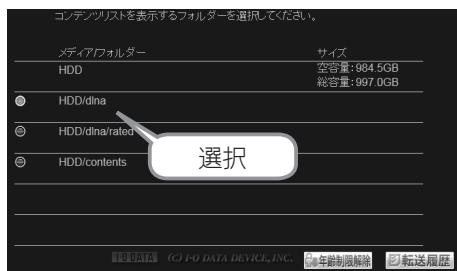 コンテンツリストを表示するフォルダーを選択してください。
メディア/フォルダー サイズ
HDD 空容量:984.5GB
総容量:997.0GB
HDD/dlna
HDD/dlna/rated
選択
HDD/contents
I-O DATA (C) I-O DATA DEVICE, INC. 年齢制限解除 転送履歴